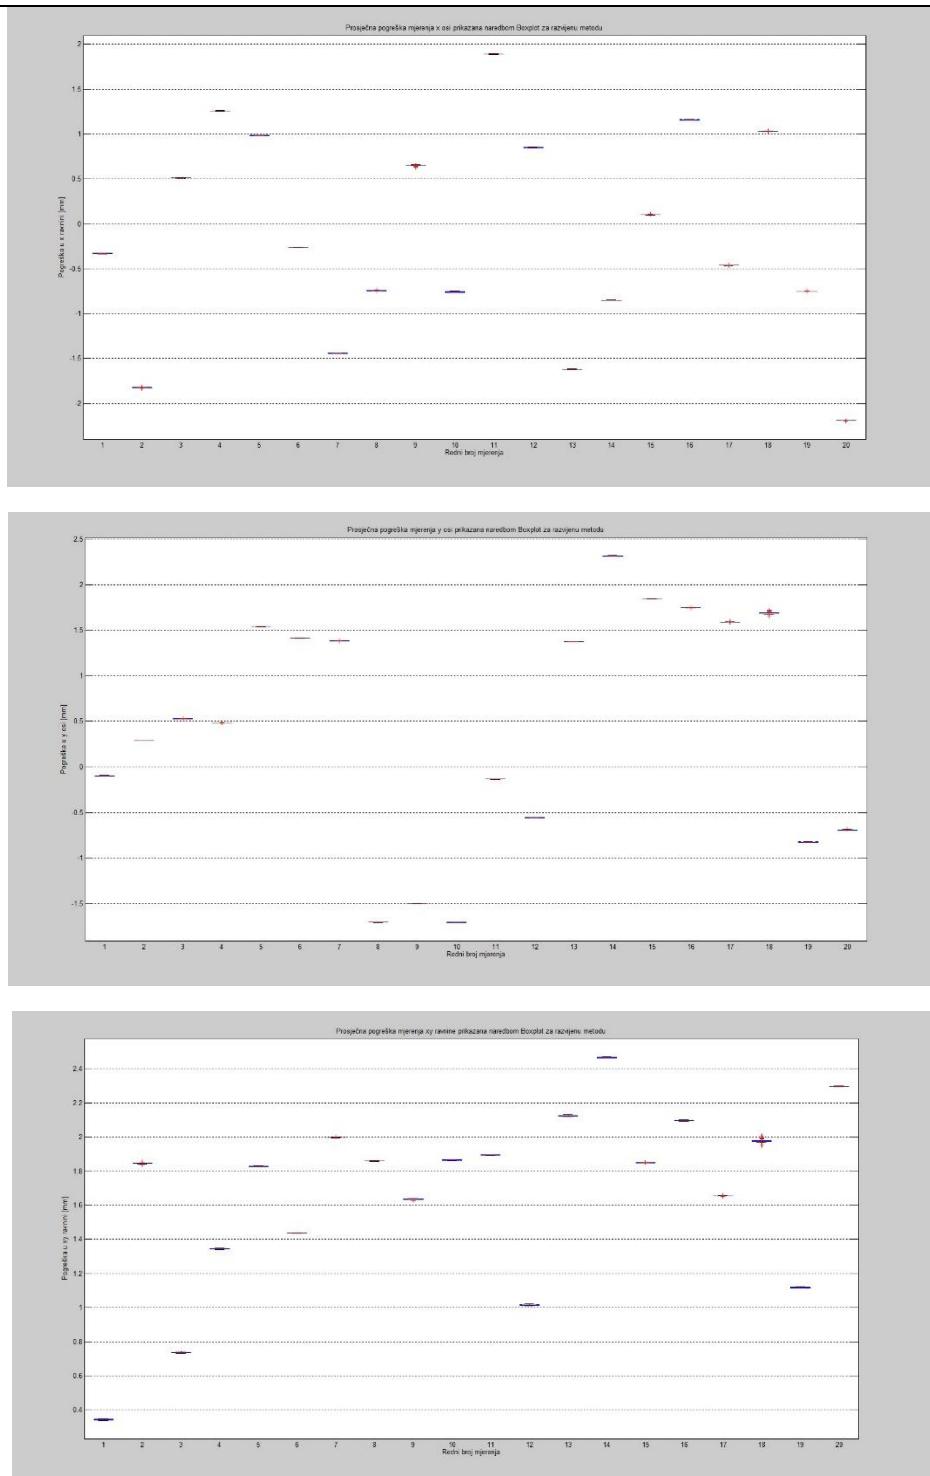 Prosječna pogreška mjerenja x osi prikazana naredbom Boxplot za razvijenu metodu
2
1.5
1
0.5
0
-0.5
-1
-1.5
-2
Pogreška u x ravnini [mm]
1 2 3 4 5 6 7 8 9 10 11 12 13 14 15 16 17 18 19 20
Redni broj mjerenja
Prosječna pogreška mjerenja y osi prikazana naredbom Boxplot za razvijenu metodu
2.5
2
1.5
1
0.5
0
-0.5
-1
-1.5
Pogreška u y osi [mm]
1 2 3 4 5 6 7 8 9 10 11 12 13 14 15 16 17 18 19 20
Redni broj mjerenja
Prosječna pogreška mjerenja xy ravnine prikazana naredbom Boxplot za razvijenu metodu
2.4
2.2
2
1.8
1.6
1.4
1.2
1
0.8
0.6
0.4
Pogreška u xy ravnini [mm]
1 2 3 4 5 6 7 8 9 10 11 12 13 14 15 16 17 18 19 20
Redni broj mjerenja